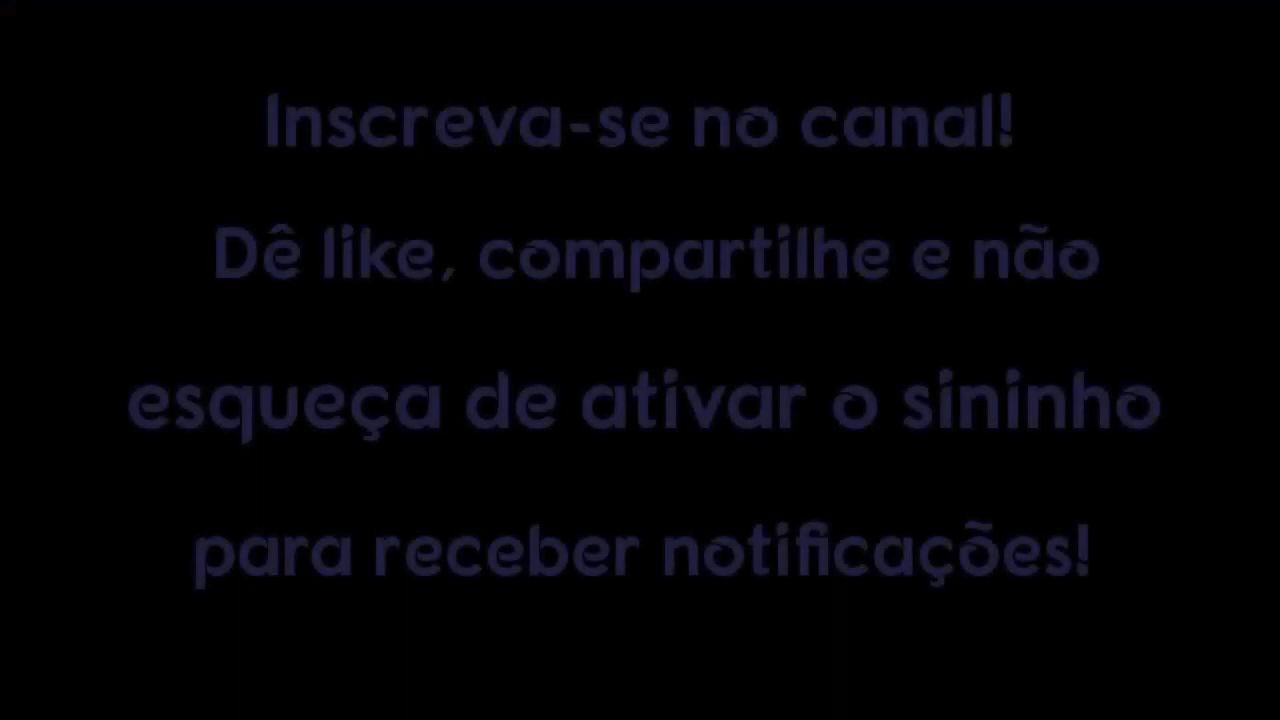 Inscreva-se no canal!
Dê like, compartilhe e não
esqueça de ativar o sininho
para receber notificações!